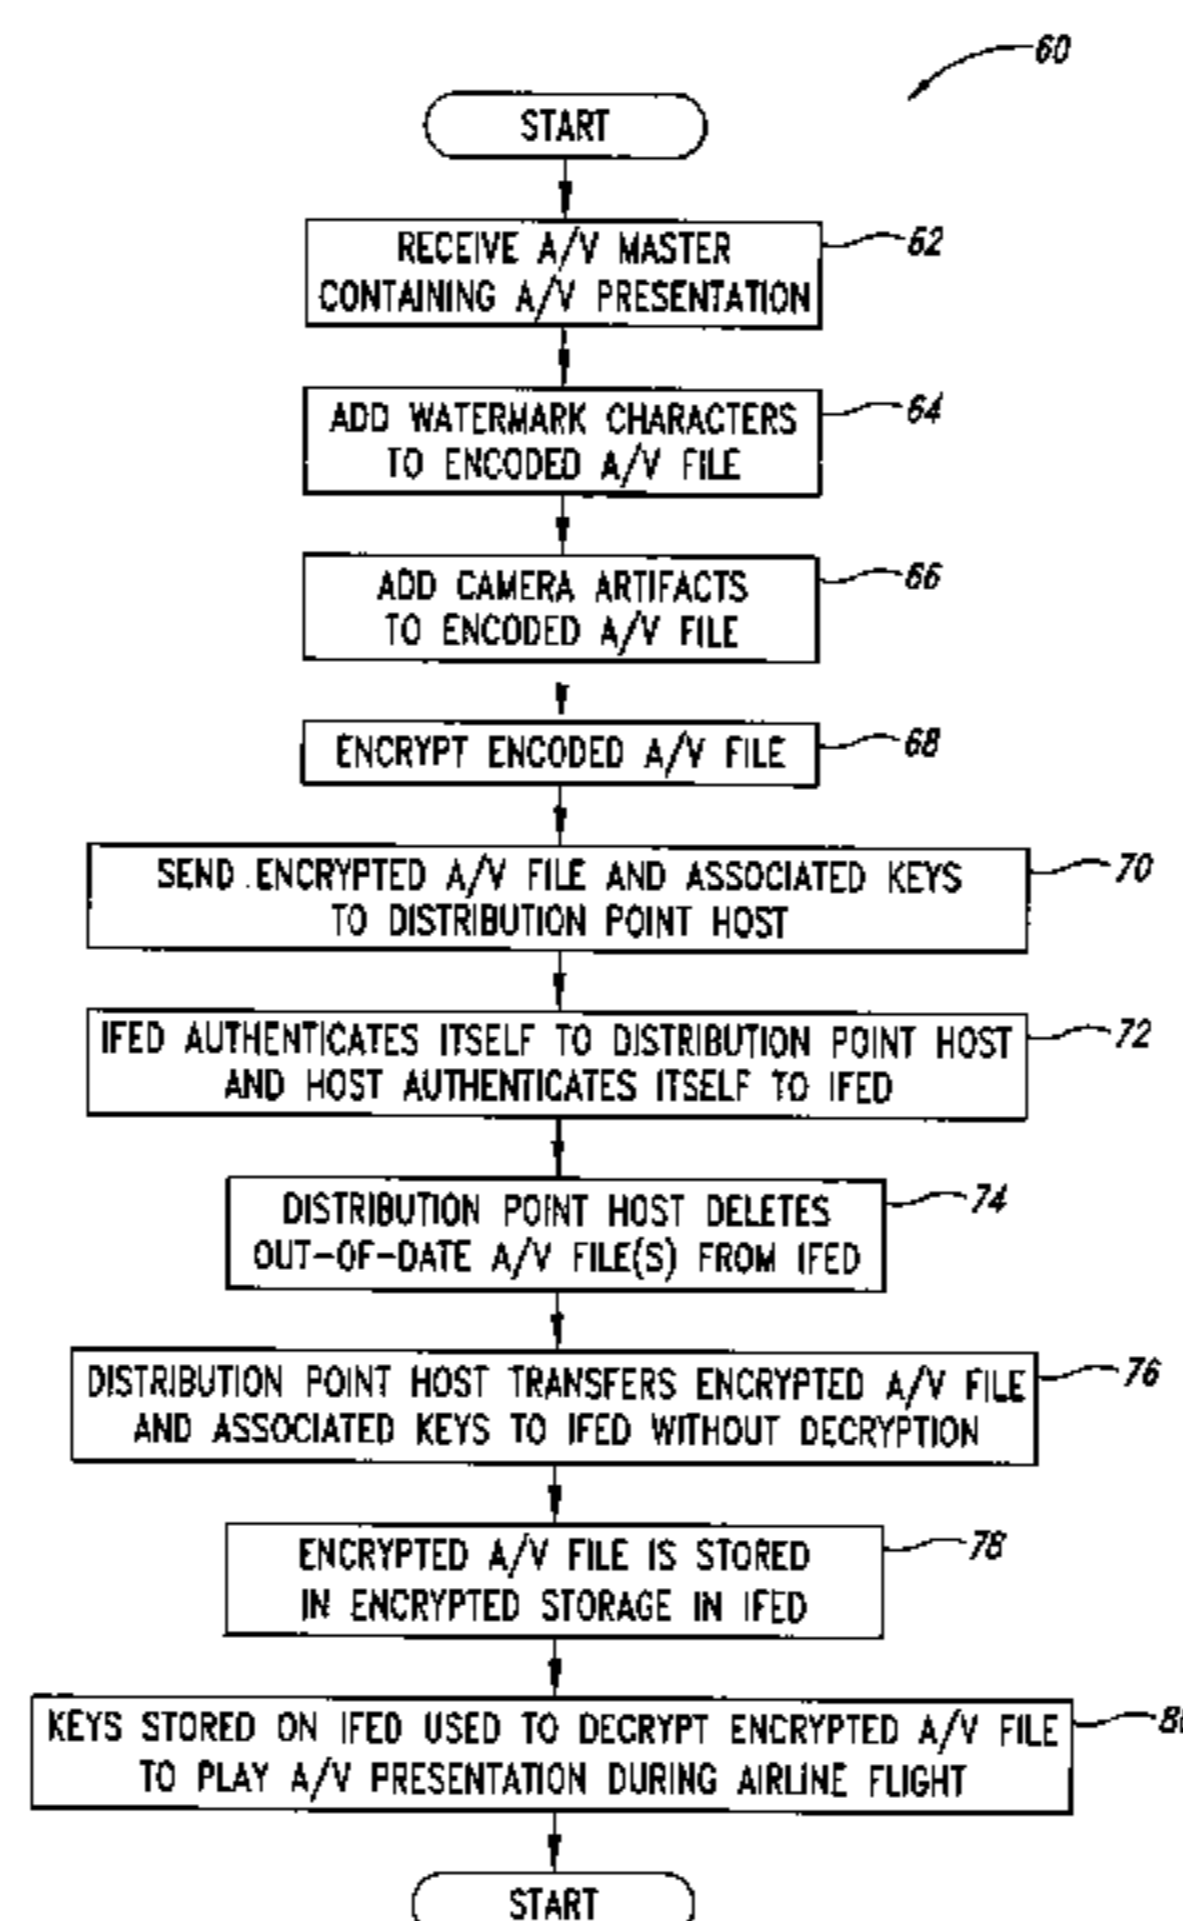 60
START
RECEIVE A/V MASTER
CONTAINING A/V PRESENTATION
62
ADD WATERMARK CHARACTERS
TO ENCODED A/V FILE
64
ADD CAMERA ARTIFACTS
TO ENCODED A/V FILE
66
ENCRYPT ENCODED A/V FILE
68
SEND ENCRYPTED A/V FILE AND ASSOCIATED KEYS
TO DISTRIBUTION POINT HOST
70
IFED AUTHENTICATES ITSELF TO DISTRIBUTION POINT HOST
AND HOST AUTHENTICATES ITSELF TO IFED
72
DISTRIBUTION POINT HOST DELETES
OUT-OF-DATE A/V FILE(S) FROM IFED
74
DISTRIBUTION POINT HOST TRANSFERS ENCRYPTED A/V FILE
AND ASSOCIATED KEYS TO IFED WITHOUT DECRYPTION
76
ENCRYPTED A/V FILE IS STORED
IN ENCRYPTED STORAGE IN IFED
78
KEYS STORED ON IFED USED TO DECRYPT ENCRYPTED A/V FILE
TO PLAY A/V PRESENTATION DURING AIRLINE FLIGHT
START